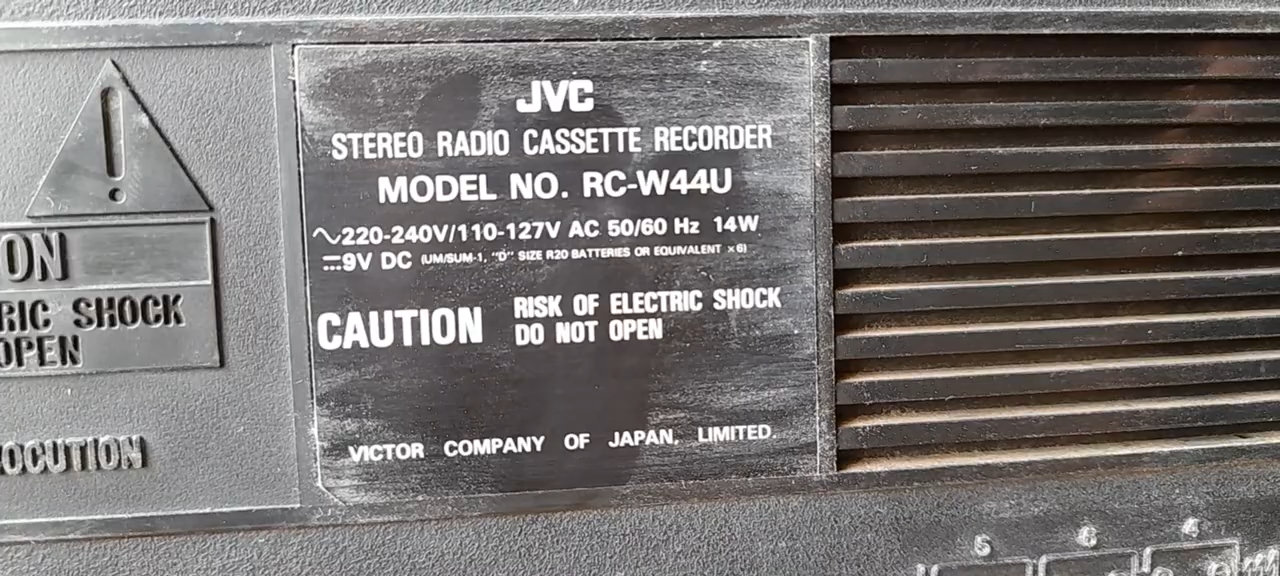 ON
RIC SHOCK
OPEN
OCUTION
JVC
STEREO RADIO CASSETTE RECORDER
MODEL NO. RC-W44U
∿220-240V/110-127V AC 50/60 Hz 14W
⎓9V DC (UM/SUM-1, "D" SIZE R20 BATTERIES OR EQUIVALENT ×6)
CAUTION
RISK OF ELECTRIC SHOCK
DO NOT OPEN
VICTOR COMPANY OF JAPAN, LIMITED.
5 6 4